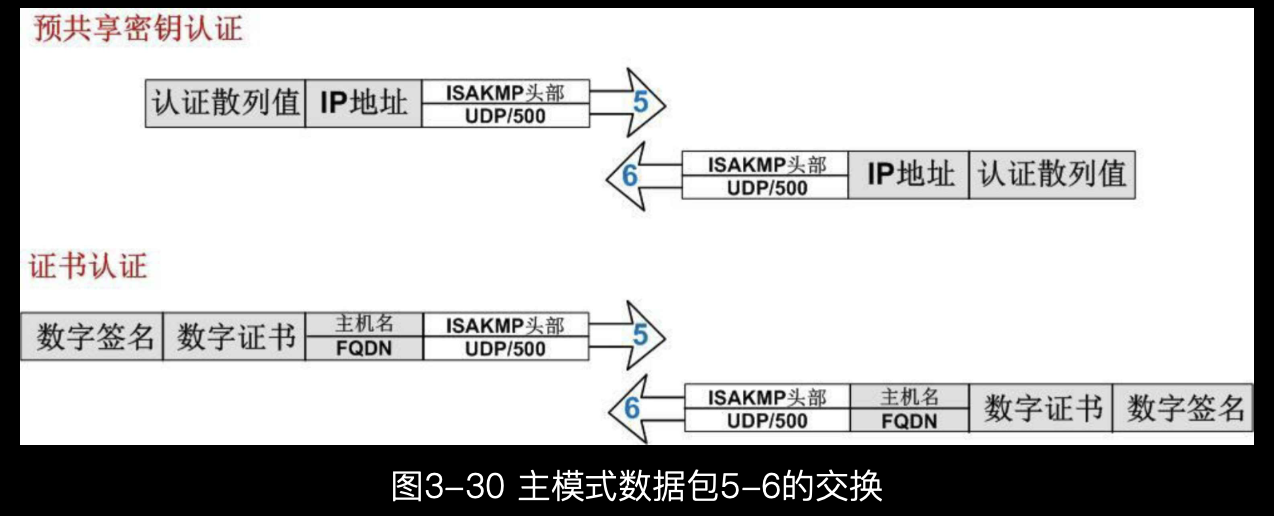 预共享密钥认证
认证散列值 IP地址 ISAKMP头部 5
UDP/500
6 ISAKMP头部 IP地址 认证散列值
UDP/500
证书认证
数字签名 数字证书 主机名 ISAKMP头部 5
FQDN UDP/500
6 ISAKMP头部 主机名 数字证书 数字签名
UDP/500 FQDN
图3-30 主模式数据包5-6的交换